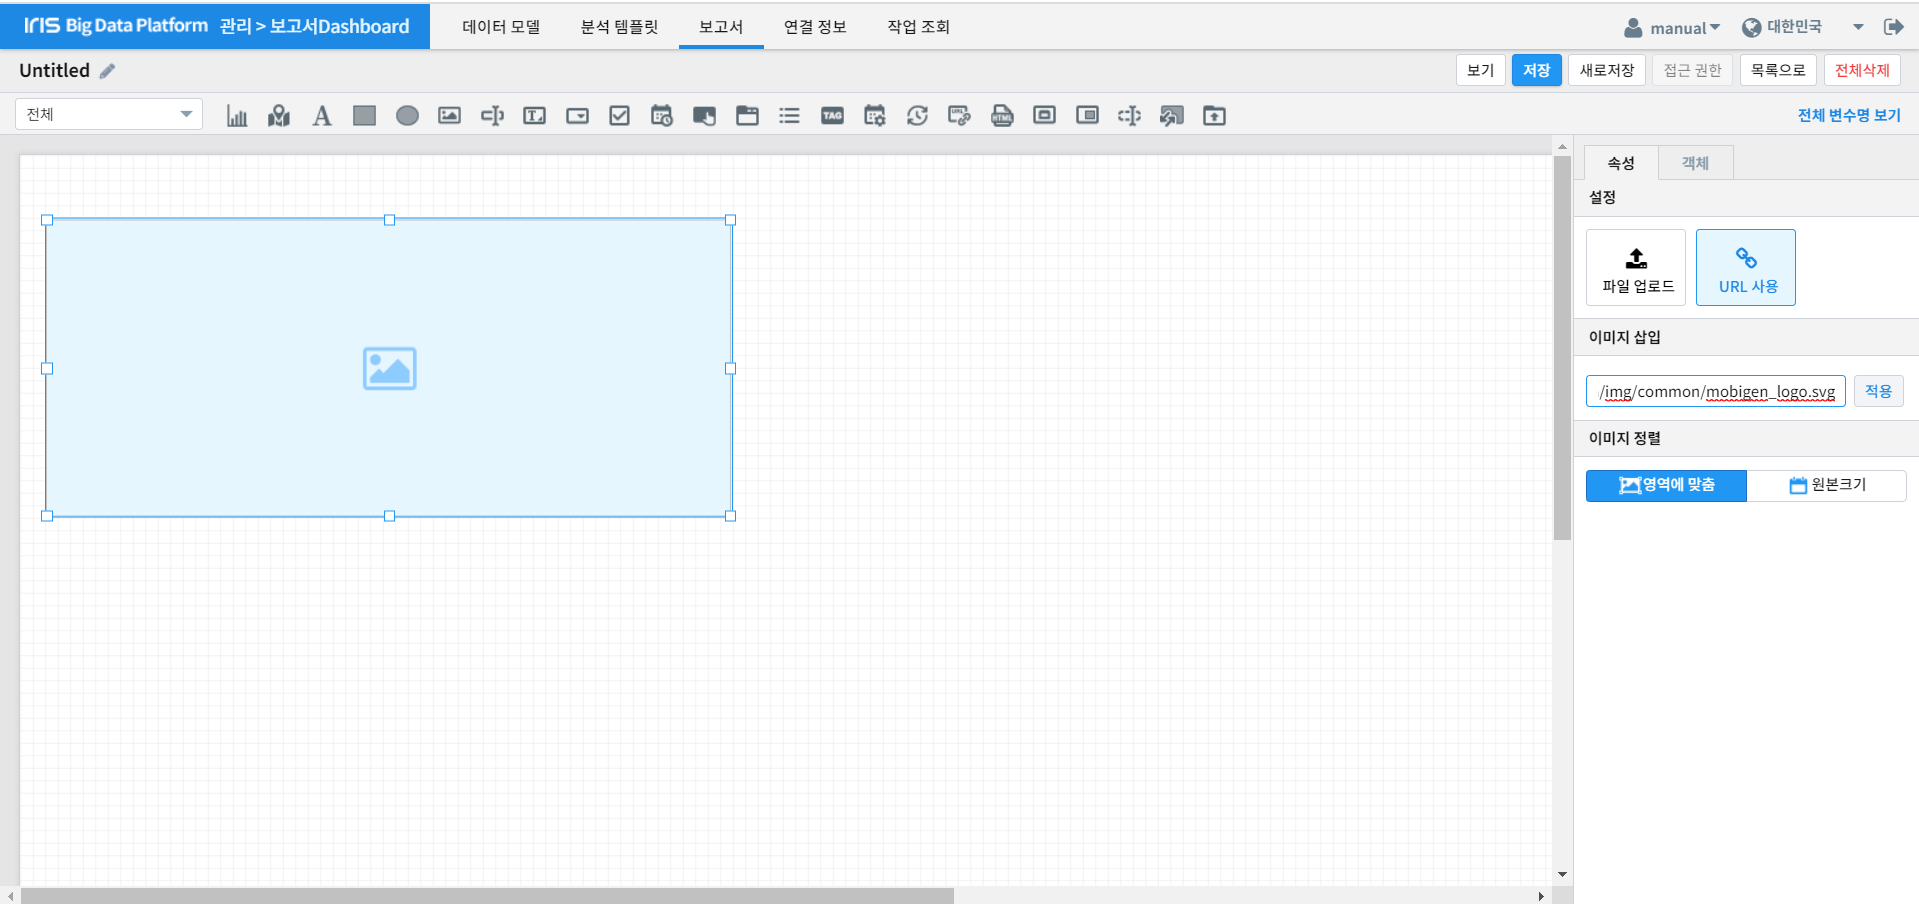 IRIS Big Data Platform 관리 > 보고서Dashboard 데이터 모델 분석 템플릿 보고서 연결 정보 작업 조회 manual 대한민국
Untitled 보기 저장 새로저장 접근 권한 목록으로 전체삭제
전체 A T TAG URL HTML 전체 변수명 보기
속성 객체
설정
파일 업로드 URL 사용
이미지 삽입
/img/common/mobigen_logo.svg 적용
이미지 정렬
영역에 맞춤 원본크기